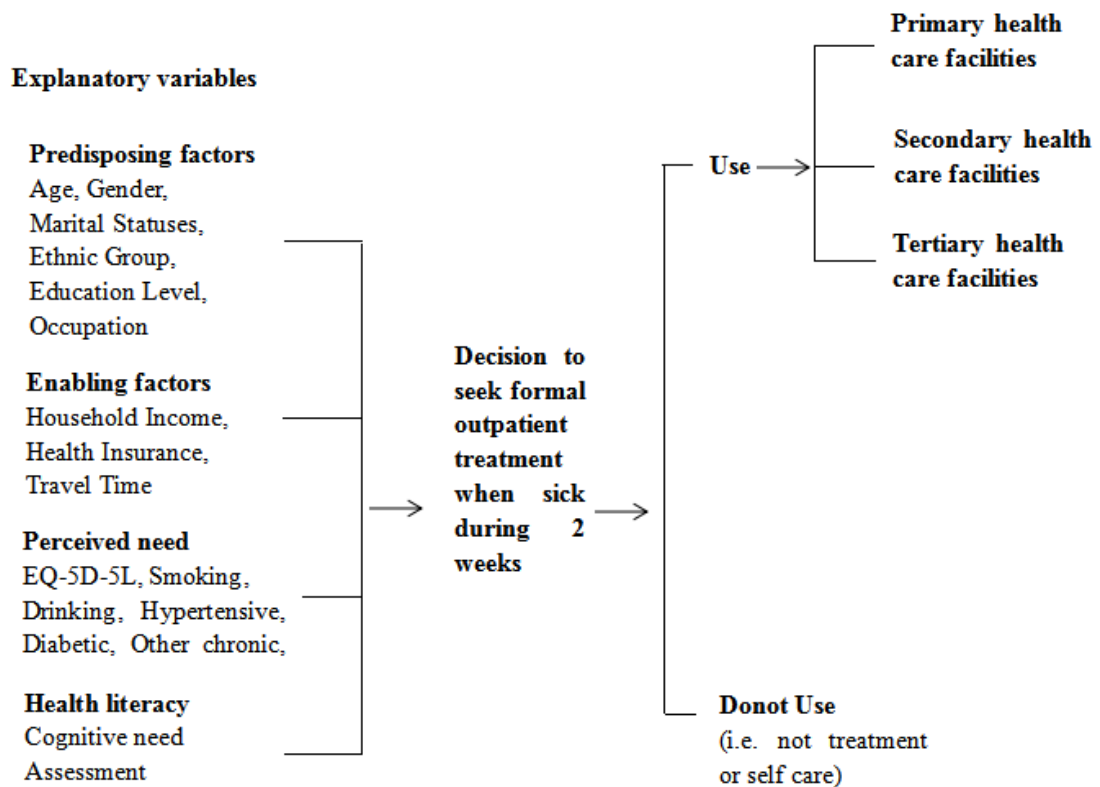 Explanatory variables
Predisposing factors
Age, Gender,
Marital Statuses,
Ethnic Group,
Education Level,
Occupation
Enabling factors
Household Income,
Health Insurance,
Travel Time
Perceived need
EQ-5D-5L, Smoking,
Drinking, Hypertensive,
Diabetic, Other chronic,
Health literacy
Cognitive need
Assessment
Decision to
seek formal
outpatient
treatment
when sick
during 2
weeks
Use
Primary health
care facilities
Secondary health
care facilities
Tertiary health
care facilities
Donot Use
(i.e. not treatment
or self care)